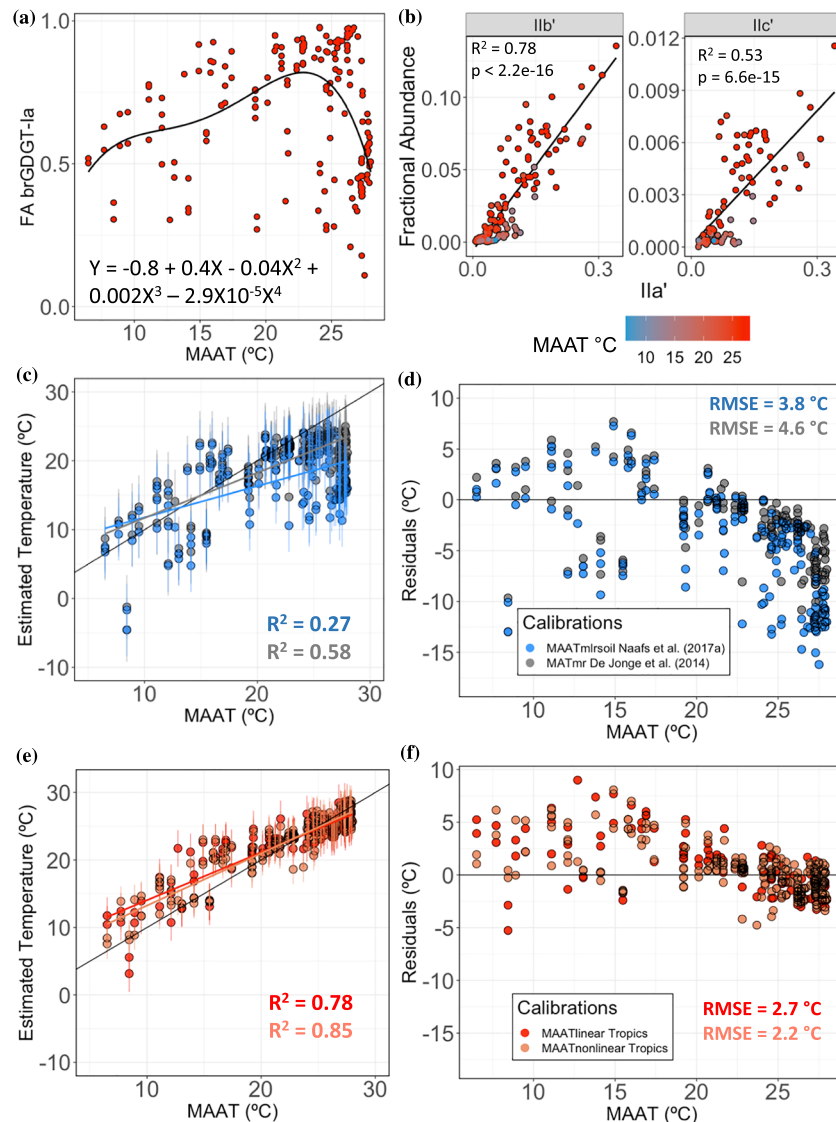 (a)
FA brGDGT-Ia
1.0
0.5
0.0
Y = -0.8 + 0.4X - 0.04X² +
0.002X³ – 2.9X10⁻⁵X⁴
10 15 20 25
MAAT (ºC)
(b)
IIb' IIc'
R² = 0.78
p < 2.2e-16
R² = 0.53
p = 6.6e-15
Fractional Abundance
0.10
0.05
0.00
0.012
0.009
0.006
0.003
0.000
0.0 0.3 0.0 0.3
IIa'
MAAT °C
10 15 20 25
(c)
Estimated Temperature (ºC)
30
20
10
0
-10
R² = 0.27
R² = 0.58
10 20 30
MAAT (ºC)
(d)
Residuals (ºC)
10
5
0
-5
-10
-15
RMSE = 3.8 °C
RMSE = 4.6 °C
Calibrations
MAATmlrsoil Naafs et al. (2017a)
MATmr De Jonge et al. (2014)
10 15 20 25
MAAT (ºC)
(e)
Estimated Temperature (ºC)
30
20
10
0
-10
R² = 0.78
R² = 0.85
10 20 30
MAAT (ºC)
(f)
Residuals (ºC)
10
5
0
-5
-10
-15
Calibrations
MAATlinear Tropics
MAATnonlinear Tropics
RMSE = 2.7 °C
RMSE = 2.2 °C
10 15 20 25
MAAT (ºC)